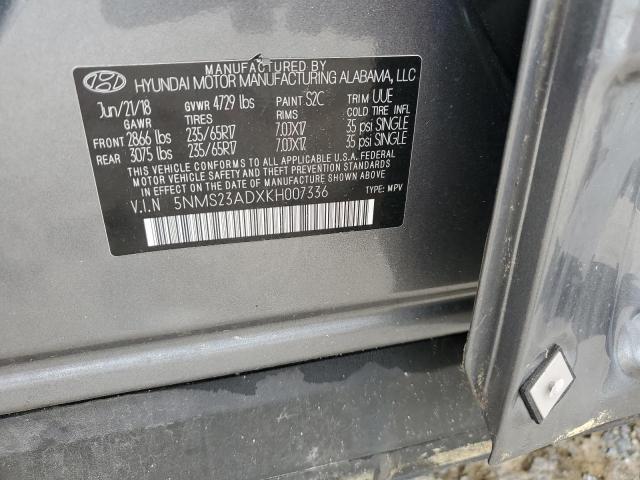 MANUFACTURED BY
HYUNDAI MOTOR MANUFACTURING ALABAMA, LLC
Jun/21/18 GVWR 4729 lbs PAINT S2C TRIM UUE
GAWR TIRES RIMS COLD TIRE INFL
FRONT 2866 lbs 235/65R17 7.0JX17 35 psi SINGLE
REAR 3075 lbs 235/65R17 7.0JX17 35 psi SINGLE
THIS VEHICLE CONFORMS TO ALL APPLICABLE U.S.A. FEDERAL
MOTOR VEHICLE SAFETY AND THEFT PREVENTION STANDARDS
IN EFFECT ON THE DATE OF MANUFACTURE SHOWN ABOVE.
V.I.N 5NMS23ADXKH007336 TYPE: MPV